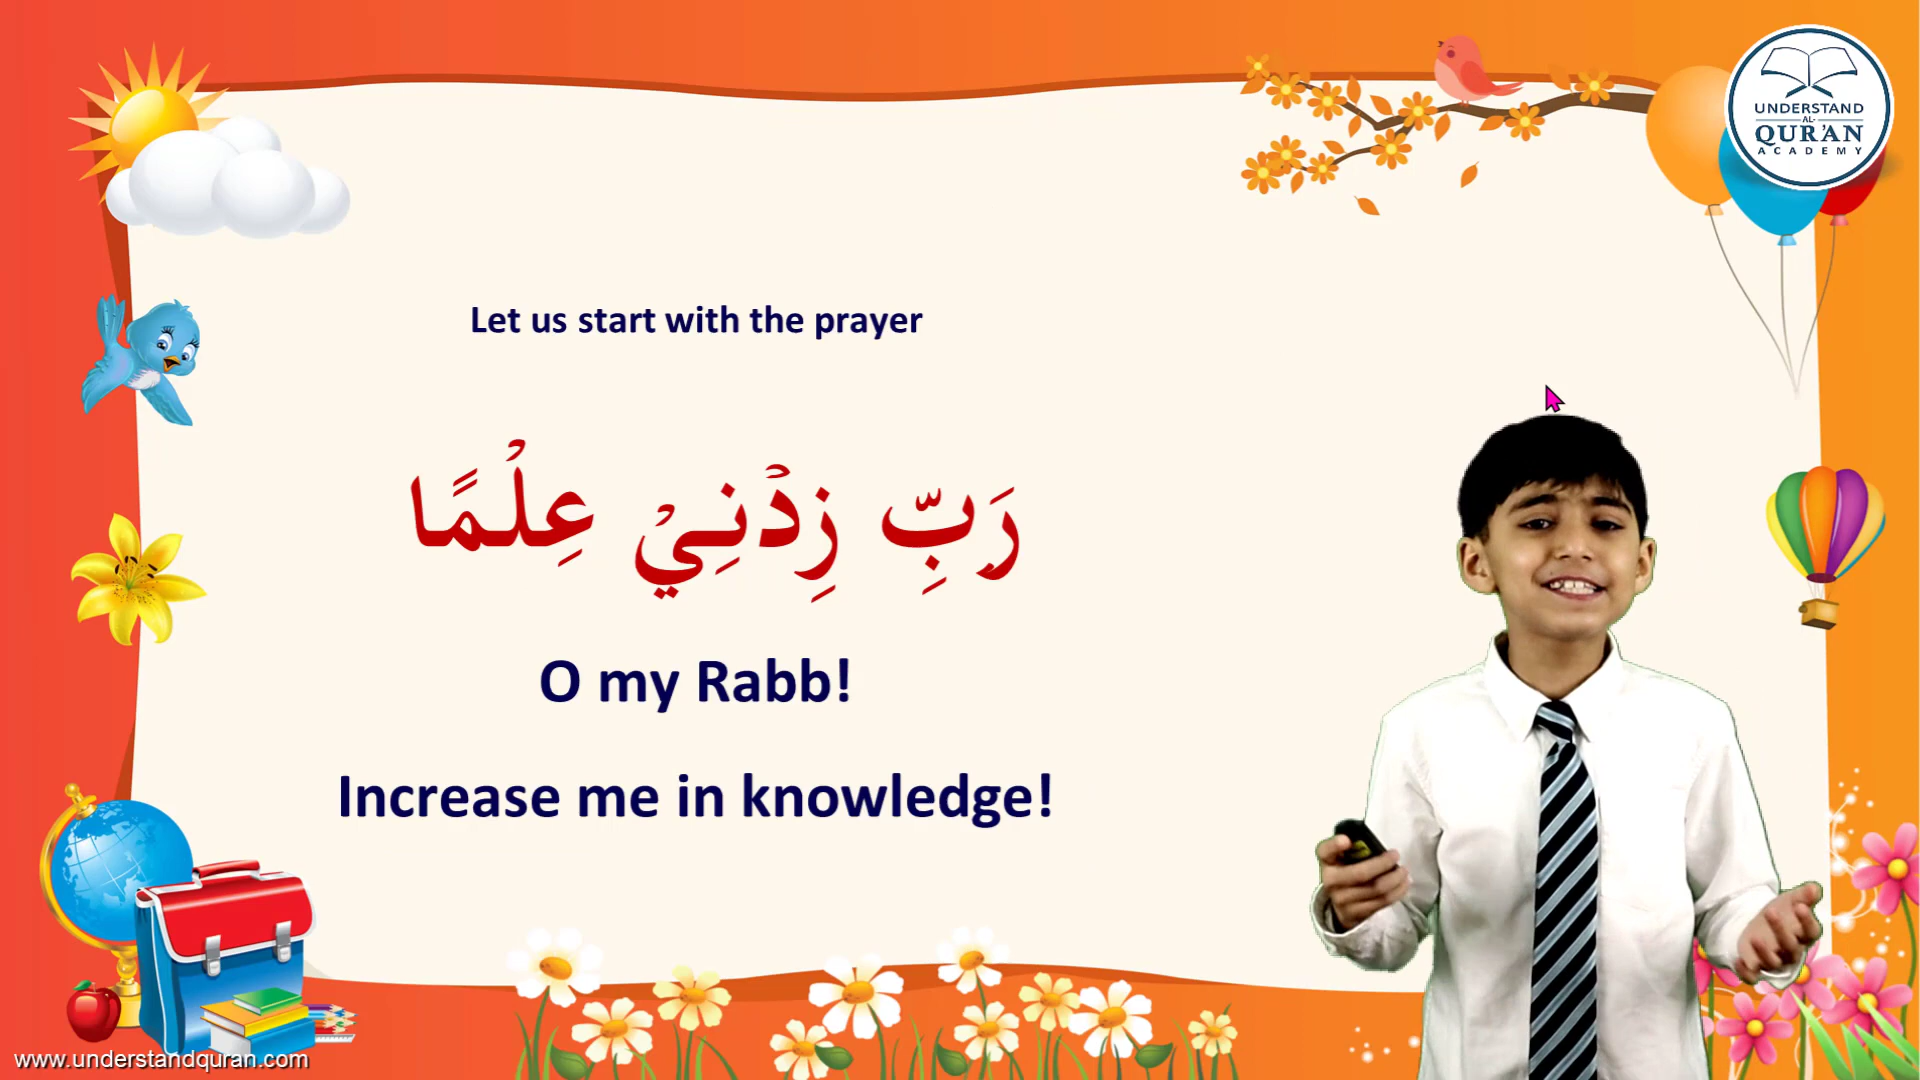 UNDERSTAND
AL-
QUR'AN
ACADEMY
Let us start with the prayer
رَبِّ زِدْنِيْ عِلْمًا
O my Rabb!
Increase me in knowledge!
www.understandquran.com